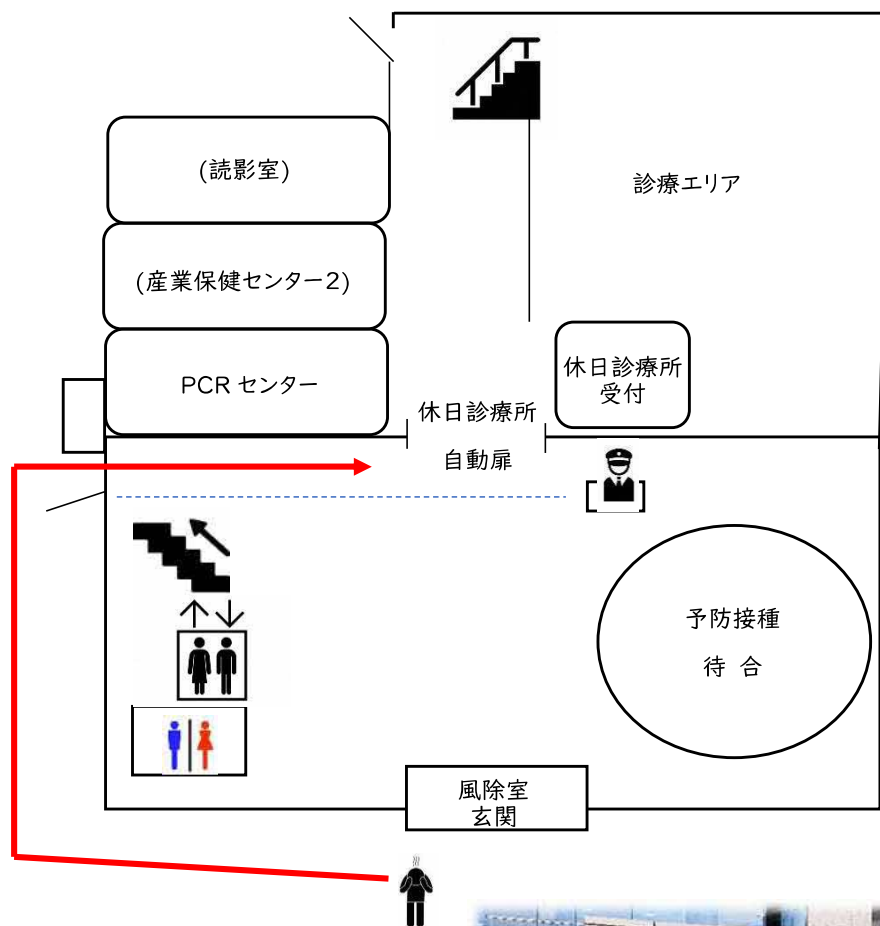 (読影室)
診療エリア
(産業保健センター2)
PCR センター
休日診療所
受付
休日診療所
自動扉
予防接種
待 合
風除室
玄関